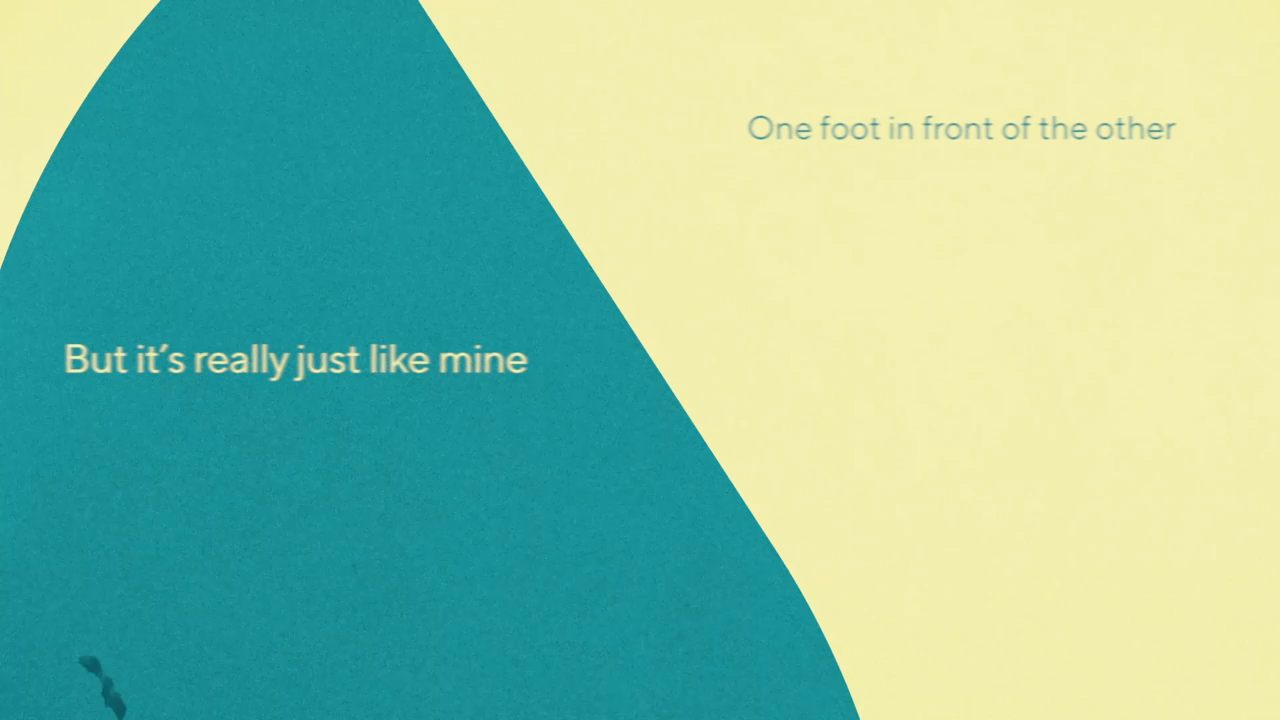 One foot in front of the other
But it’s really just like mine